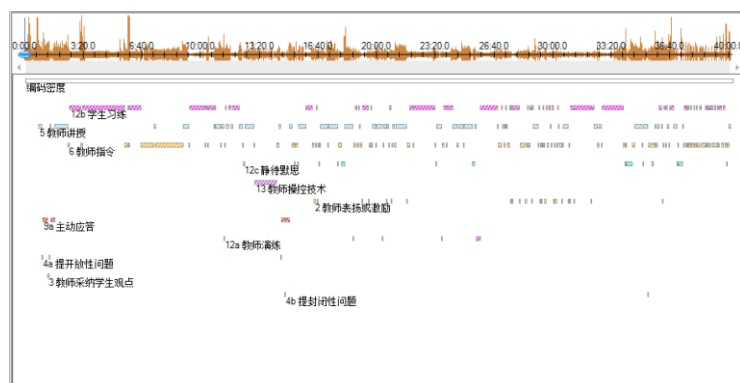 0:00.0 3:20.0 6:40.0 10:00.0 13:20.0 16:40.0 20:00.0 23:20.0 26:40.0 30:00.0 33:20.0 36:40.0 40:00.0
编码密度
12b 学生习练
5 教师讲授
6 教师指令
12c 静待默思
13 教师操控技术
2 教师表扬或激励
9a 主动应答
12a 教师演练
4a 提开放性问题
3 教师采纳学生观点
4b 提封闭性问题